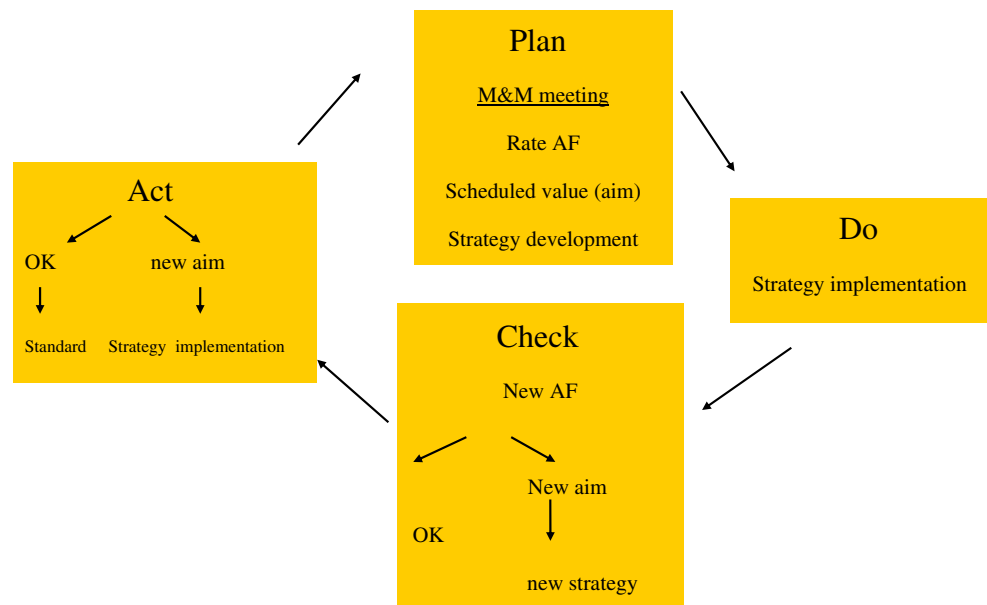 Plan
M&M meeting
Rate AF
Scheduled value (aim)
Strategy development
Do
Strategy implementation
Check
New AF
New aim
OK
new strategy
Act
OK new aim
Standard Strategy implementation